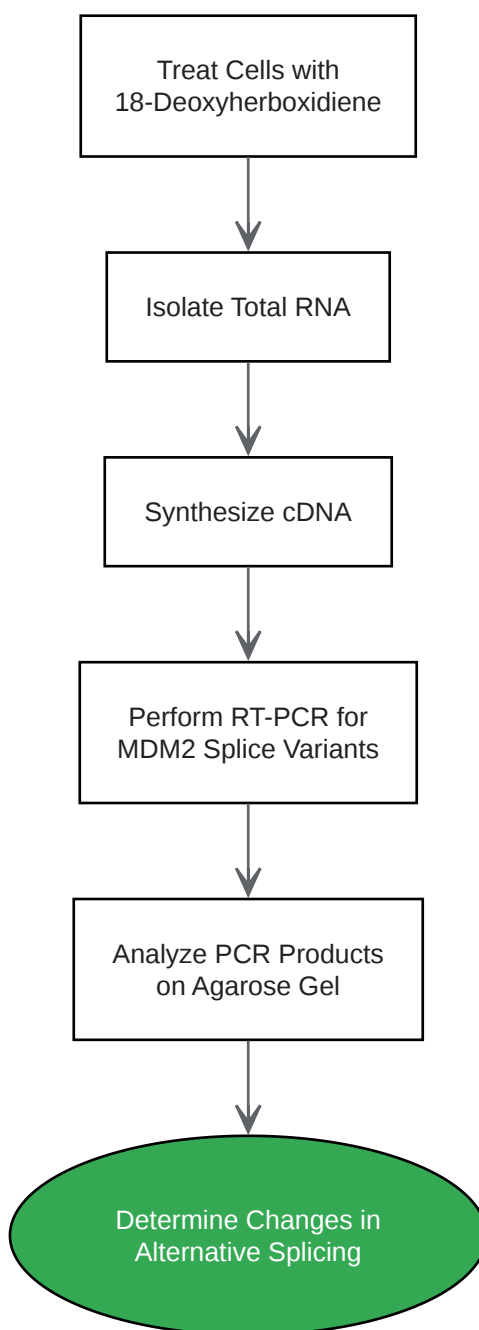 Treat Cells with
18-Deoxyherboxidiene
Isolate Total RNA
Synthesize cDNA
Perform RT-PCR for
MDM2 Splice Variants
Analyze PCR Products
on Agarose Gel
Determine Changes in
Alternative Splicing